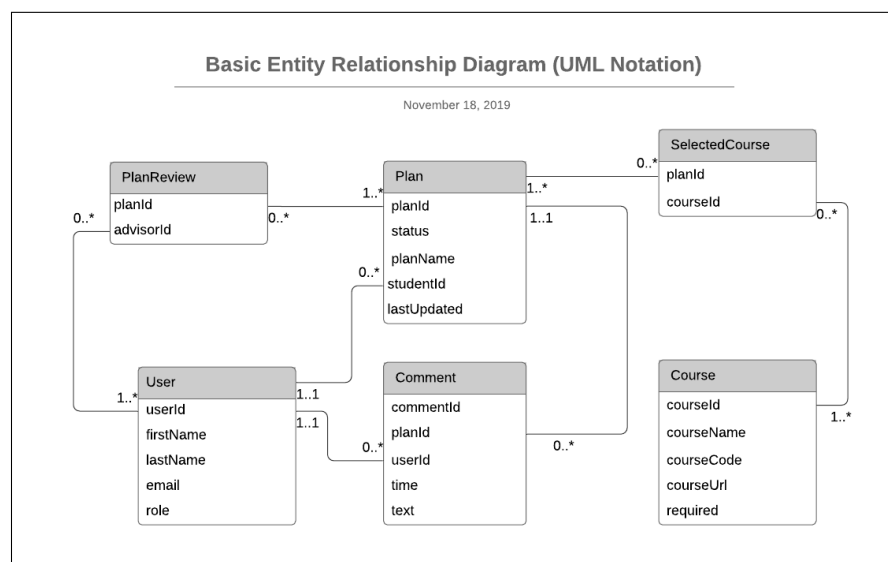 Basic Entity Relationship Diagram (UML Notation)
November 18, 2019
PlanReview
planId
advisorId
0..*
0..*
Plan
planId
status
planName
studentId
lastUpdated
1..*
0..*
1..*
1..1
SelectedCourse
planId
courseId
0..*
0..*
User
userId
firstName
lastName
email
role
1..*
1..1
1..1
Comment
commentId
planId
userId
time
text
0..*
0..*
Course
courseId
courseName
courseCode
courseUrl
required
1..*